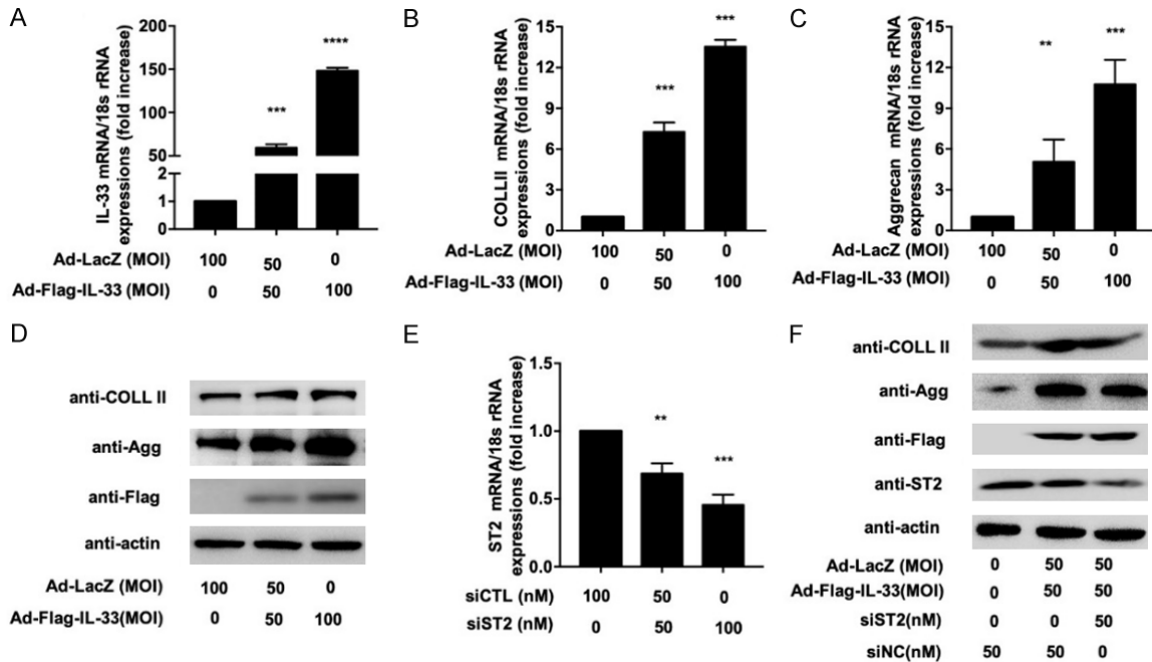 A
IL-33 mRNA/18s rRNA
expressions (fold increase)
200
150
100
50
2
1
0
***
****
Ad-LacZ (MOI) 100 50 0
Ad-Flag-IL-33 (MOI) 0 50 100
B
COLLII mRNA/18s rRNA
expressions (fold increase)
15
12
9
6
3
0
***
***
Ad-LacZ (MOI) 100 50 0
Ad-Flag-IL-33 (MOI) 0 50 100
C
Aggrecan mRNA/18s rRNA
expressions (fold increase)
15
12
9
6
3
0
**
***
Ad-LacZ (MOI) 100 50 0
Ad-Flag-IL-33 (MOI) 0 50 100
D
anti-COLL II
anti-Agg
anti-Flag
anti-actin
Ad-LacZ (MOI) 100 50 0
Ad-Flag-IL-33(MOI) 0 50 100
E
ST2 mRNA/18s rRNA
expressions (fold increase)
1.5
1.0
0.5
0.0
**
***
siCTL (nM) 100 50 0
siST2 (nM) 0 50 100
F
anti-COLL II
anti-Agg
anti-Flag
anti-ST2
anti-actin
Ad-LacZ (MOI) 0 50 50
Ad-Flag-IL-33(MOI) 0 50 50
siST2(nM) 0 0 50
siNC(nM) 50 50 0